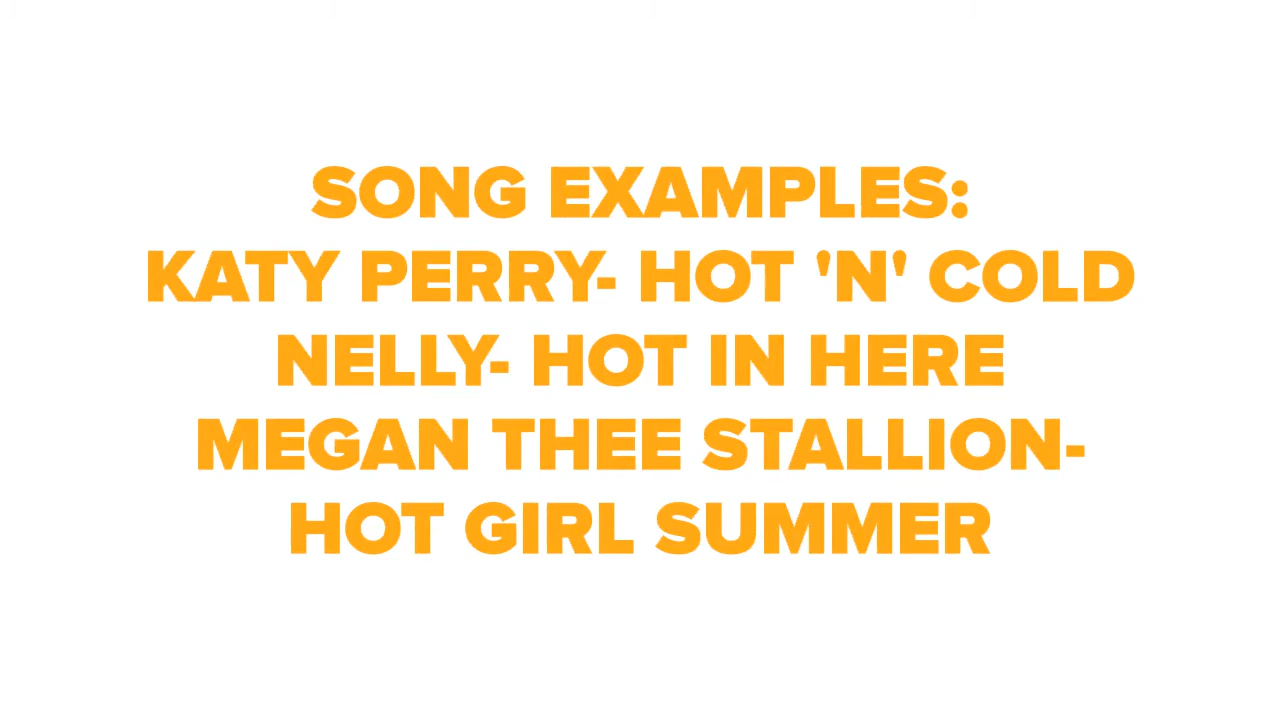 SONG EXAMPLES:
KATY PERRY- HOT 'N' COLD
NELLY- HOT IN HERE
MEGAN THEE STALLION-
HOT GIRL SUMMER